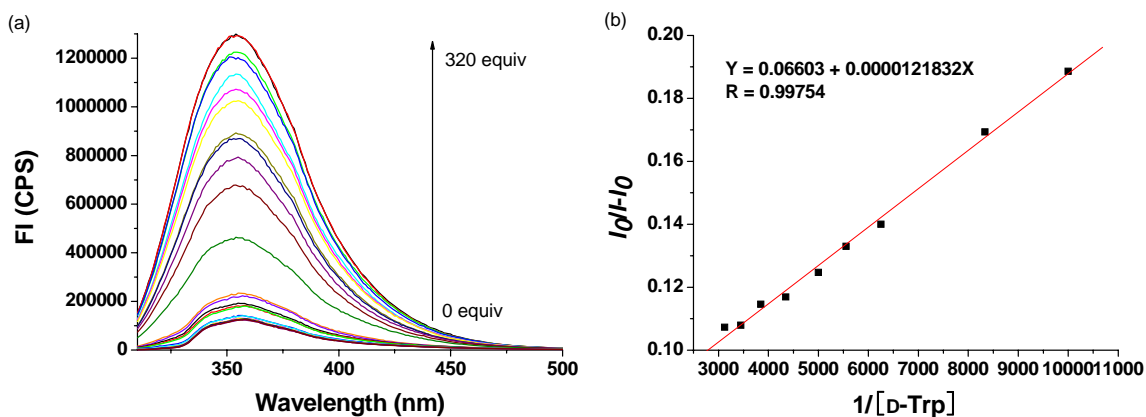 (a)
1200000
1000000
800000
600000
400000
200000
0
FI (CPS)
320 equiv
0 equiv
350
400
450
500
Wavelength (nm)
(b)
0.20
0.18
0.16
0.14
0.12
0.10
I0/I-I0
Y = 0.06603 + 0.0000121832X
R = 0.99754
3000 4000 5000 6000 7000 8000 9000 10000 11000
1/[D-Trp]